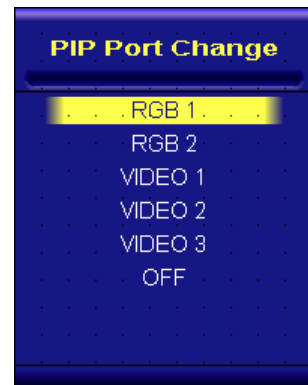 PIP Port Change
RGB 1
RGB 2
VIDEO 1
VIDEO 2
VIDEO 3
OFF